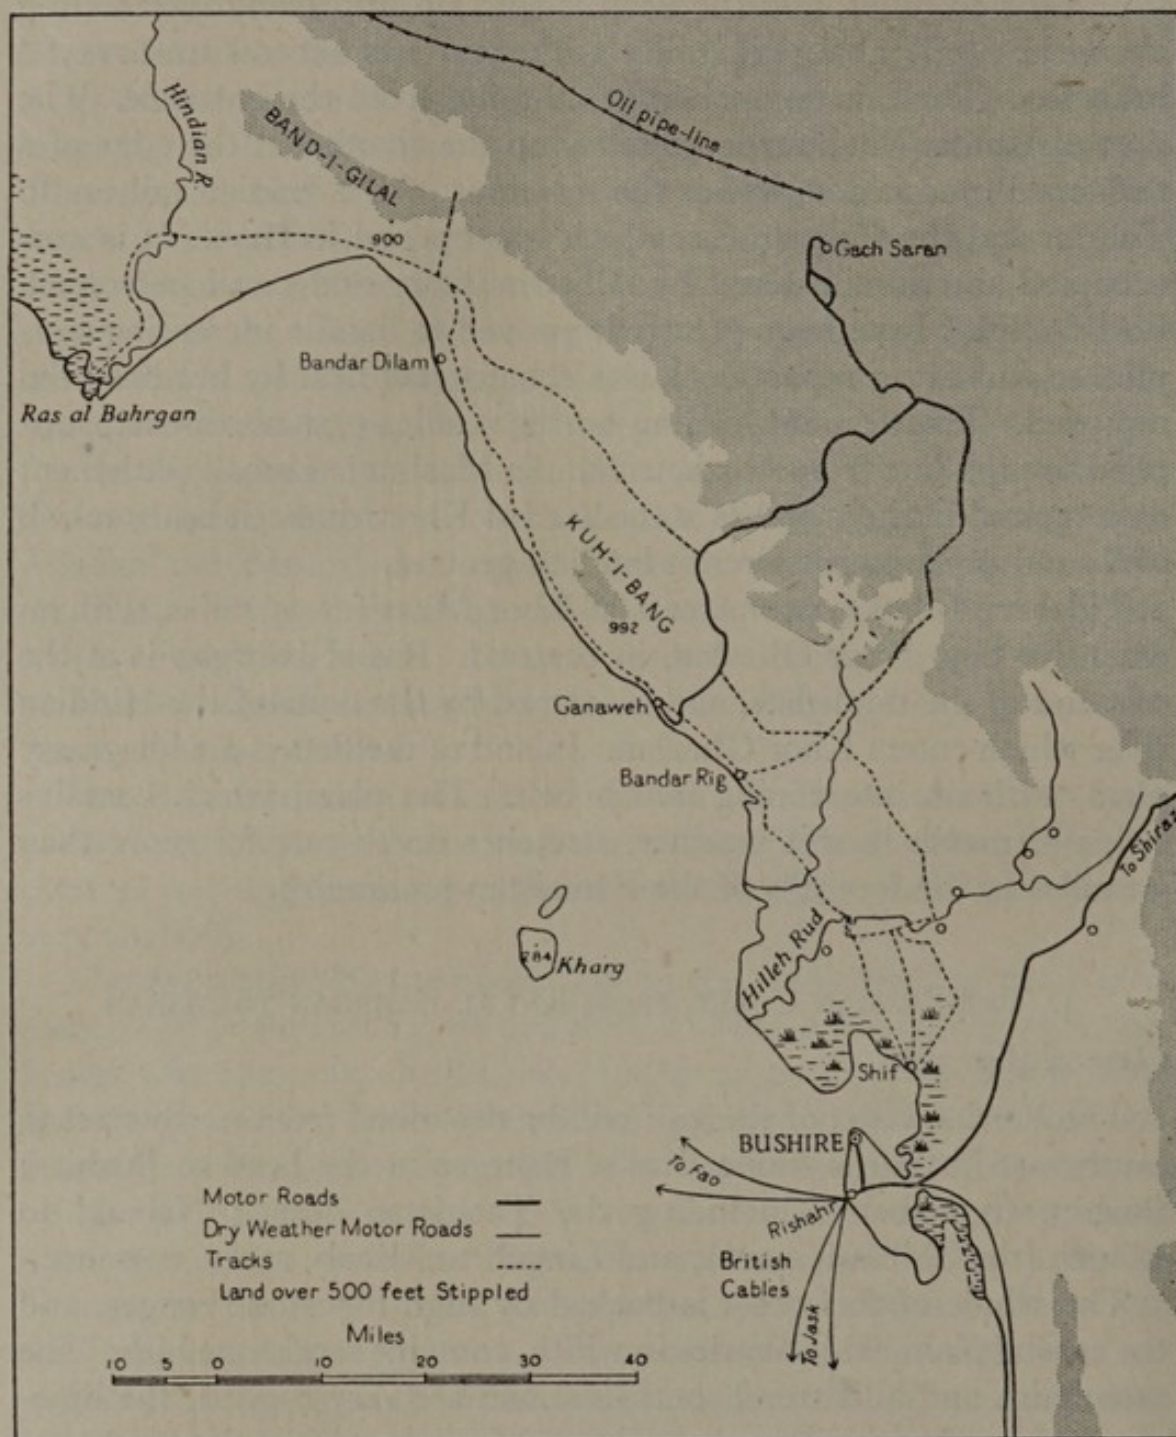 Oil pipe-line
Hindian R.
BAND-I-GILAL
900
Gach Saran
Bandar Dilam
Ras al Bahrgan
KUH-I-BANG
992
Ganaweh
Bandar Rig
To Shiraz
Hilleh Rud
284
Kharg
Shif
BUSHIRE
To Fao
Rishahr
British
Cables
To Jask
Motor Roads
Dry Weather Motor Roads
Tracks
Land over 500 feet Stippled
Miles
10 5 0 10 20 30 40